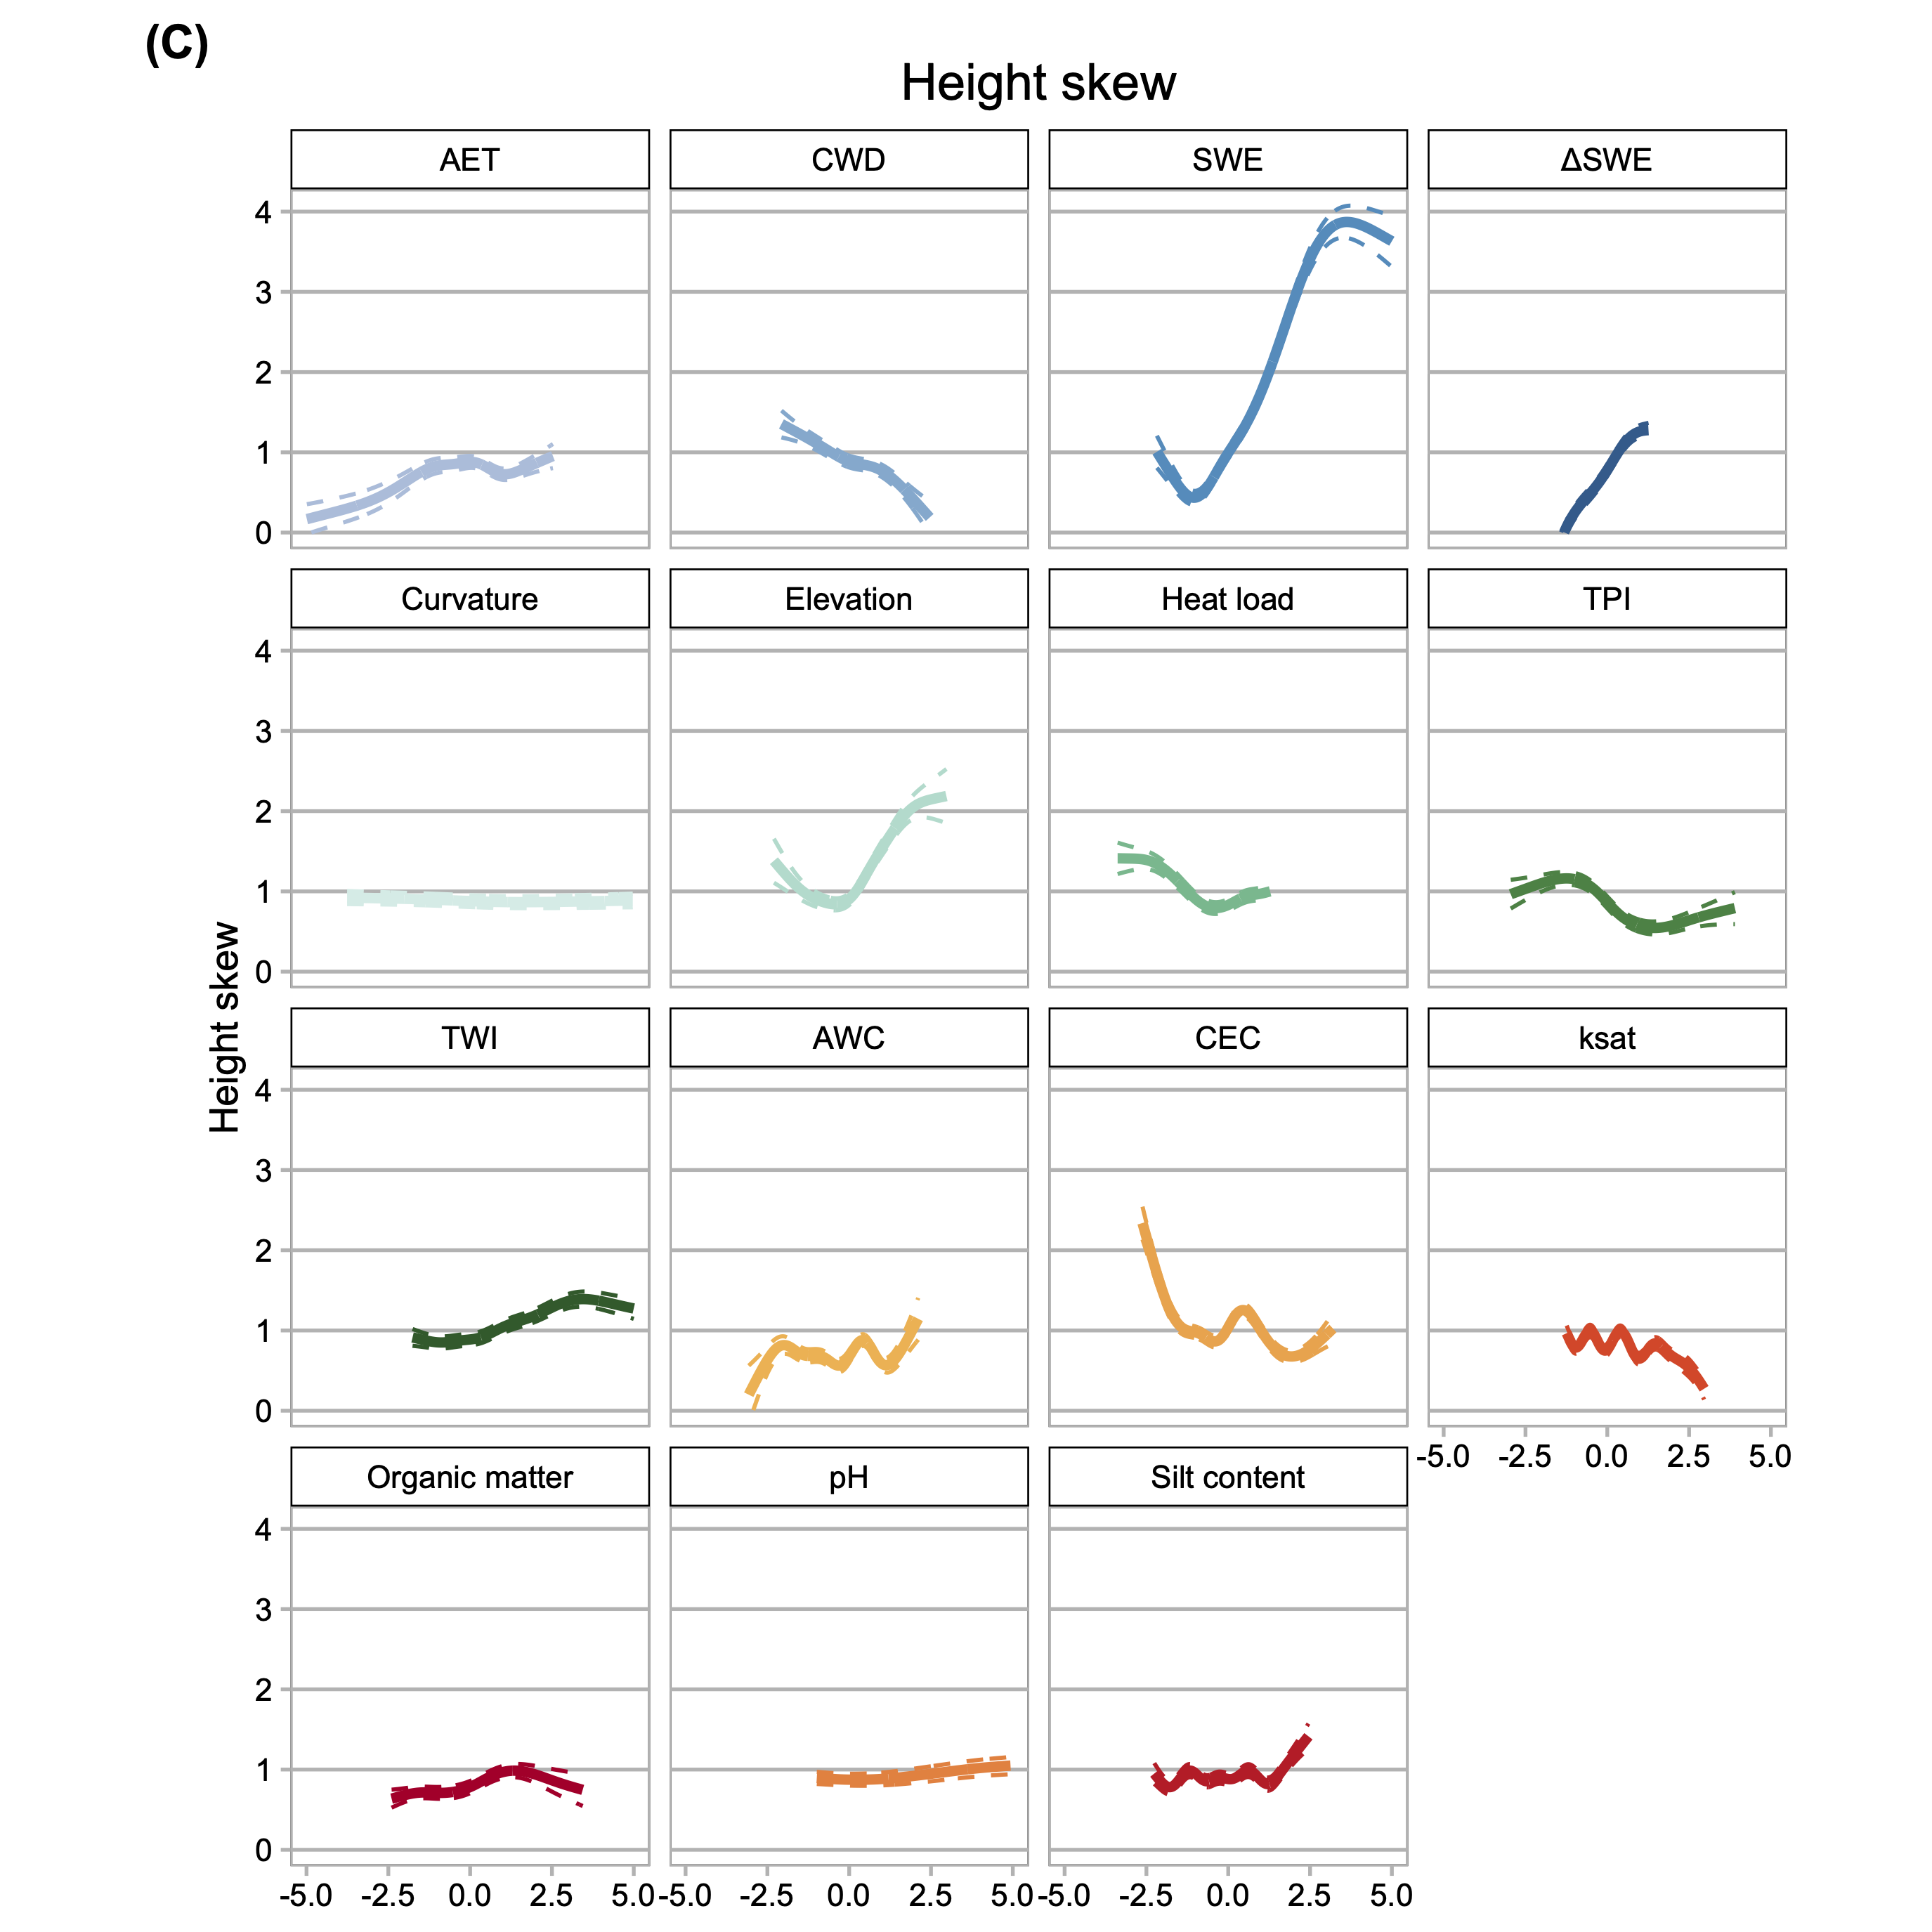 (C)
Height skew
AET CWD SWE ΔSWE
4
3
2
1
0
Curvature Elevation Heat load TPI
4
3
2
1
0
Height skew
TWI AWC CEC ksat
4
3
2
1
0
-5.0 -2.5 0.0 2.5 5.0
Organic matter pH Silt content
4
3
2
1
0
-5.0 -2.5 0.0 2.5 5.0 -5.0 -2.5 0.0 2.5 5.0 -5.0 -2.5 0.0 2.5 5.0